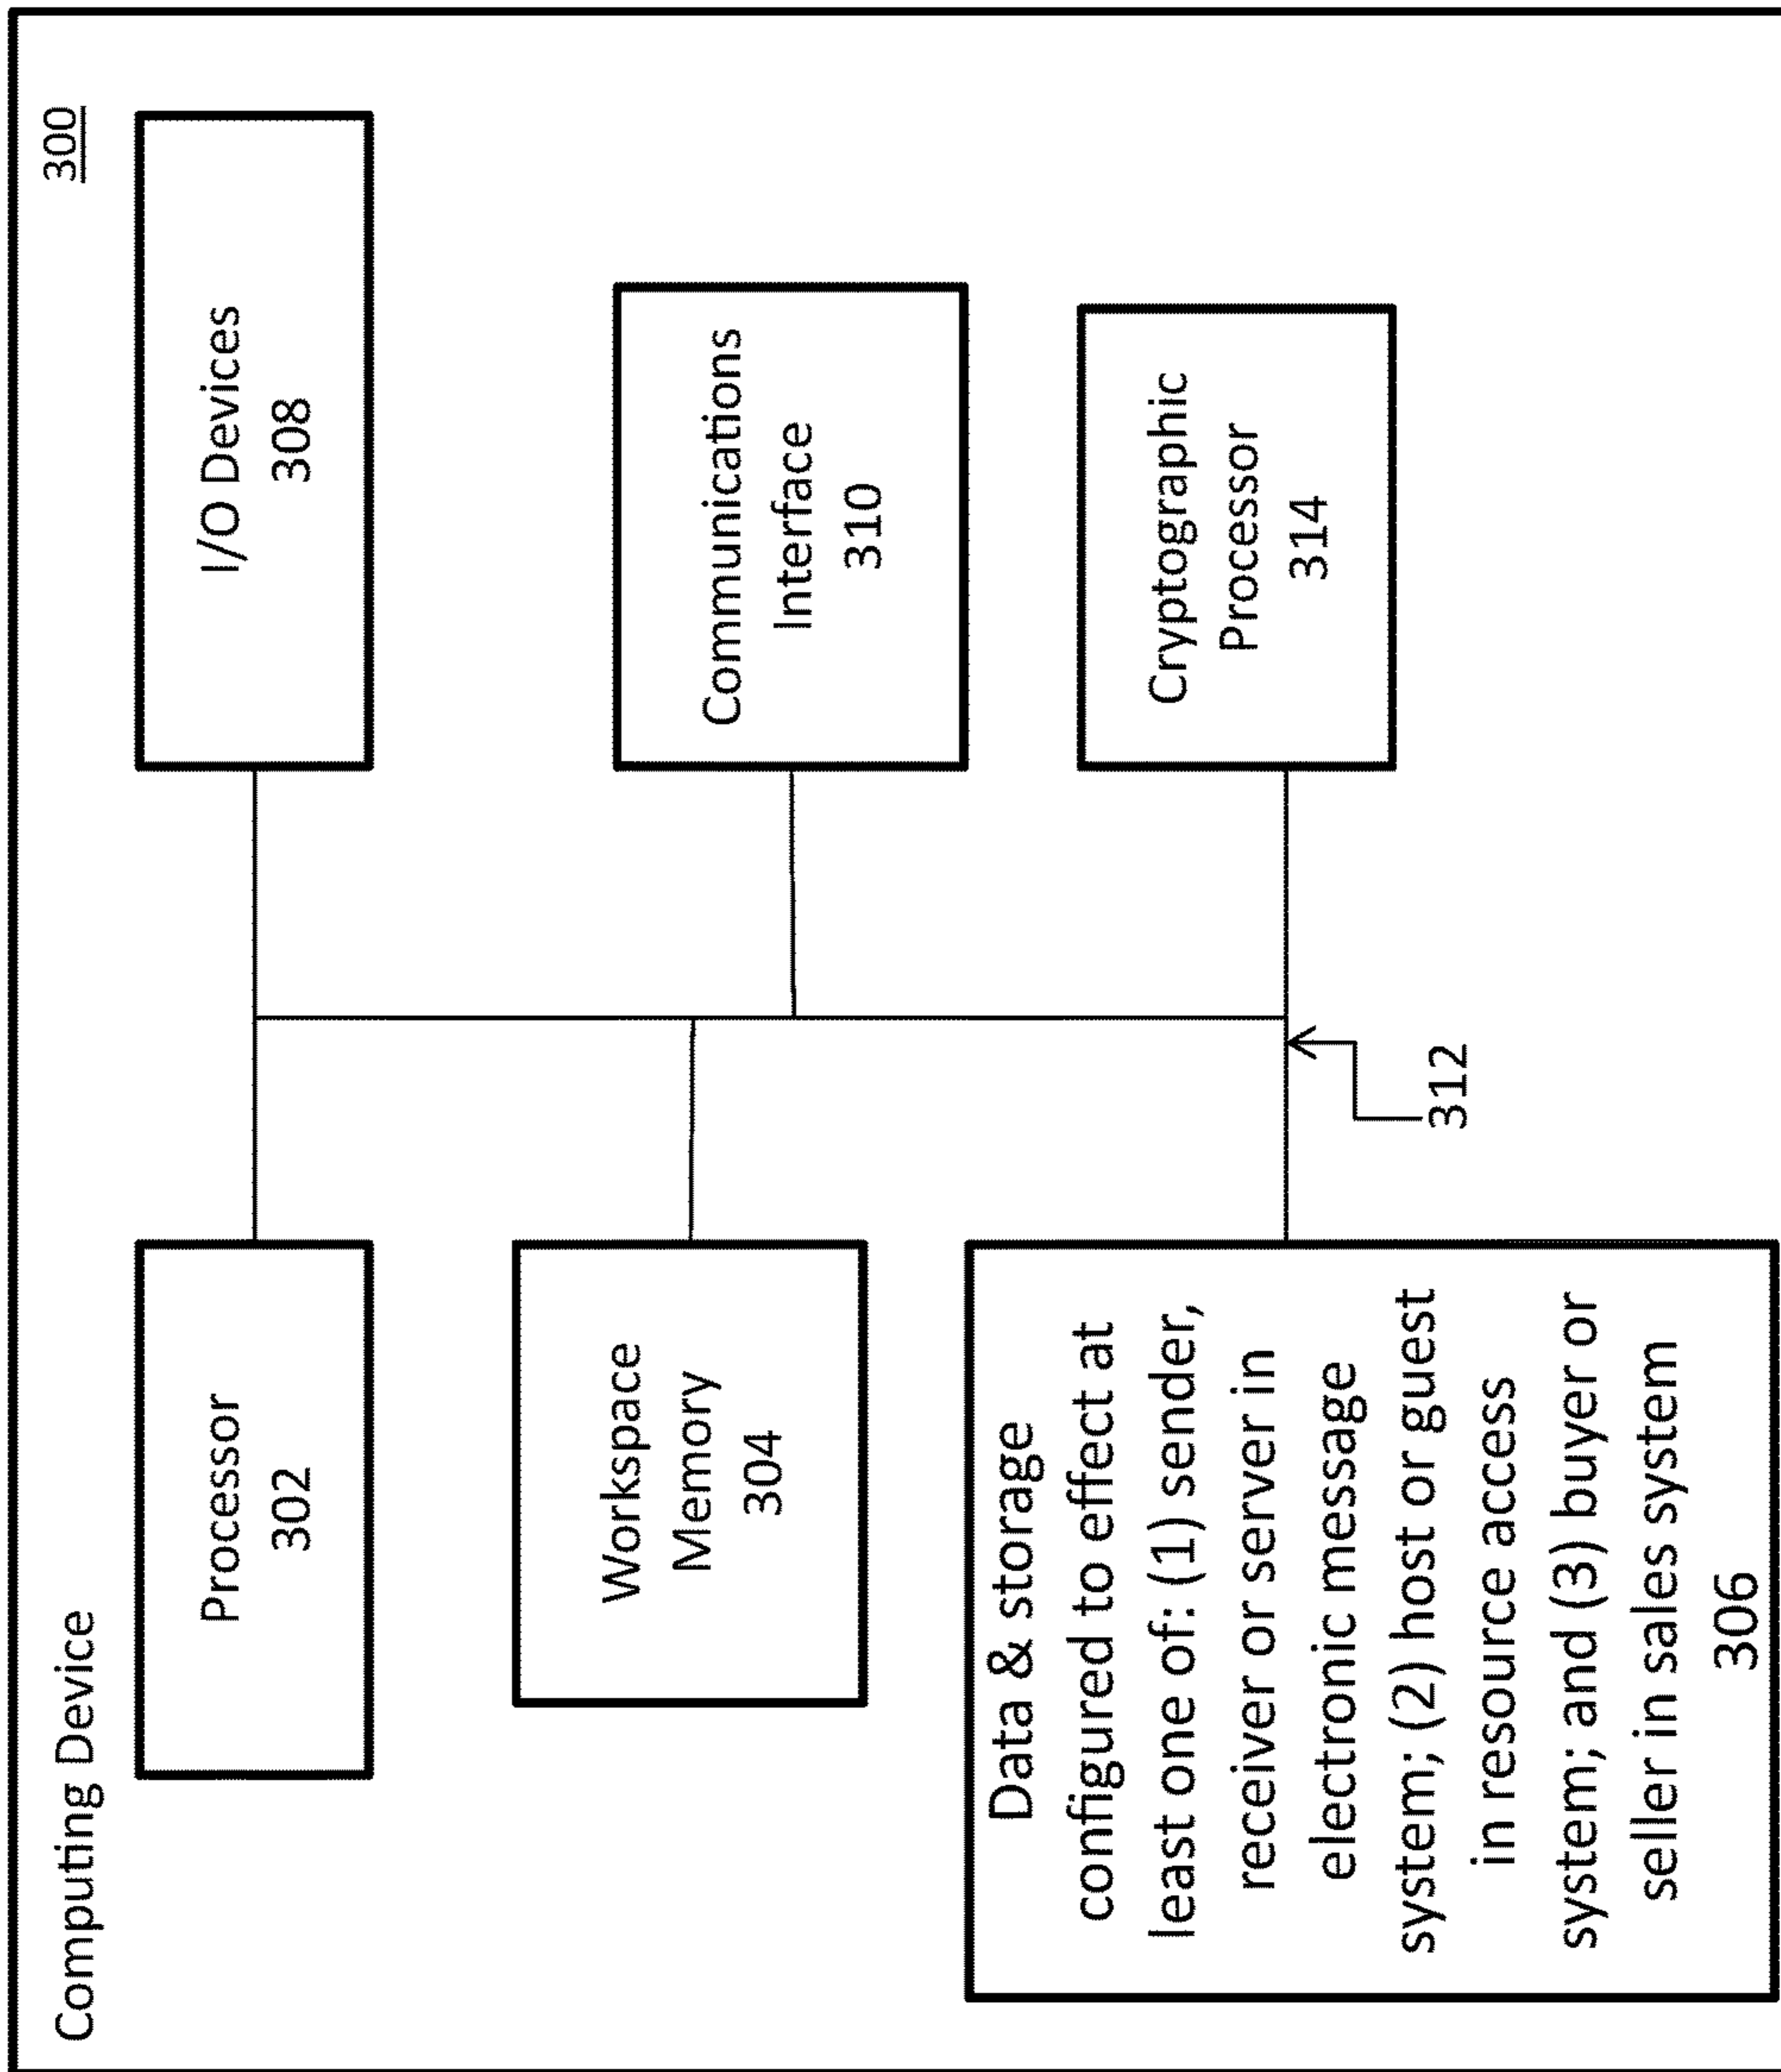 Computing Device
300
Processor
302
I/O Devices
308
Workspace
Memory
304
Communications
Interface
310
Data & storage
configured to effect at
least one of: (1) sender,
receiver or server in
electronic message
system; (2) host or guest
in resource access
system; and (3) buyer or
seller in sales system
306
Cryptographic
Processor
314
312